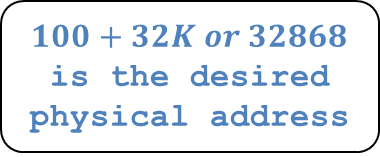 100 + 32K or 32868
is the desired
physical address